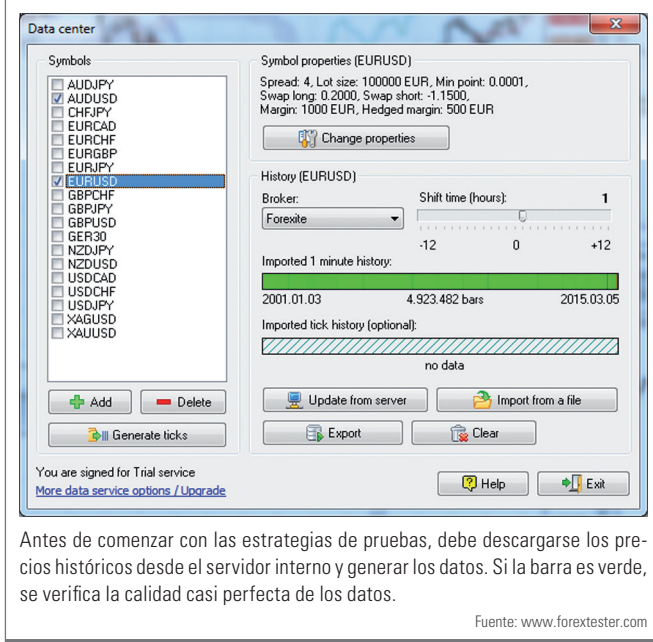 Data center
Symbols
AUDJPY
AUDUSD
CHFJPY
EURCAD
EURCHF
EURGBP
EURJPY
EURUSD
GBPCHF
GBPJPY
GBPUSD
GER30
NZDJPY
NZDUSD
USDCAD
USDCHF
USDJPY
XAGUSD
XAUUSD
Add
Delete
Generate ticks
You are signed for Trial service
More data service options / Upgrade
Symbol properties (EURUSD)
Spread: 4, Lot size: 100000 EUR, Min point: 0.0001,
Swap long: 0.2000, Swap short: -1.1500,
Margin: 1000 EUR, Hedged margin: 500 EUR
Change properties
History (EURUSD)
Broker:
Forexite
Shift time (hours): 1
-12 0 +12
Imported 1 minute history:
2001.01.03 4.923.482 bars 2015.03.05
Imported tick history (optional):
no data
Update from server
Import from a file
Export
Clear
Help
Exit
Antes de comenzar con las estrategias de pruebas, debe descargarse los pre-
cios históricos desde el servidor interno y generar los datos. Si la barra es verde,
se verifica la calidad casi perfecta de los datos.
Fuente: www.forextester.com